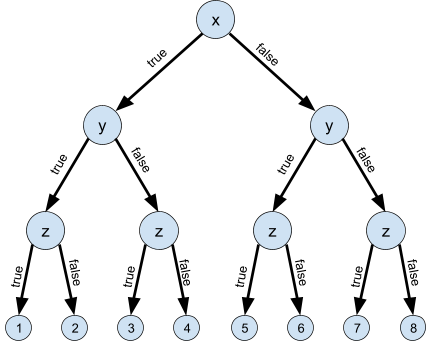 x
true false
y y
true false true false
z z z z
true false true false true false true false
1 2 3 4 5 6 7 8